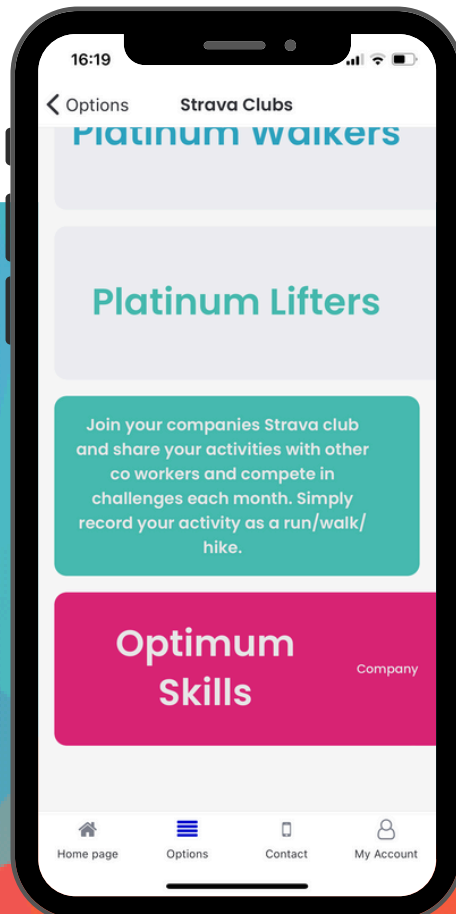 16:19
Options
Strava Clubs
Platinum Walkers
Platinum Lifters
Join your companies Strava club
and share your activities with other
co workers and compete in
challenges each month. Simply
record your activity as a run/walk/
hike.
Optimum
Skills
Company
Home page
Options
Contact
My Account